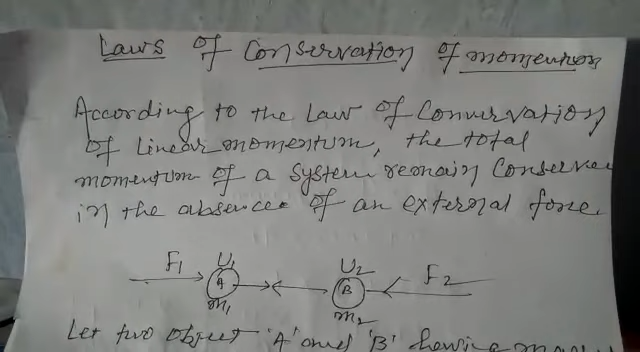 Laws Of Conservation Of momentum
According to the Law Of Conservation
Of Linear momentum, the total
momentum Of a System remain Conserve
in the absence Of an external force.
F1 U1 U2 F2
A B
m1 m2
Let two Object 'A' and 'B' having